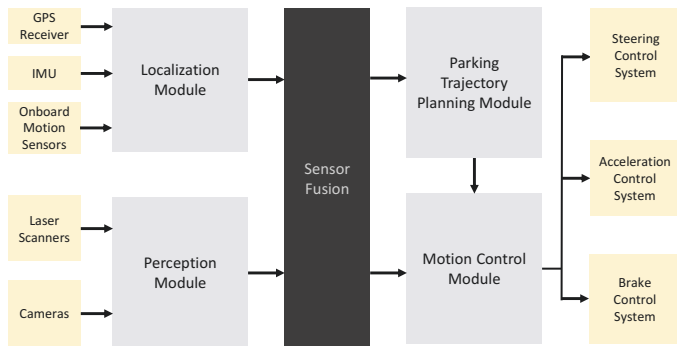 GPS
Receiver
IMU
Onboard
Motion
Sensors
Laser
Scanners
Cameras
Localization
Module
Perception
Module
Sensor
Fusion
Parking
Trajectory
Planning Module
Motion Control
Module
Steering
Control
System
Acceleration
Control
System
Brake
Control
System